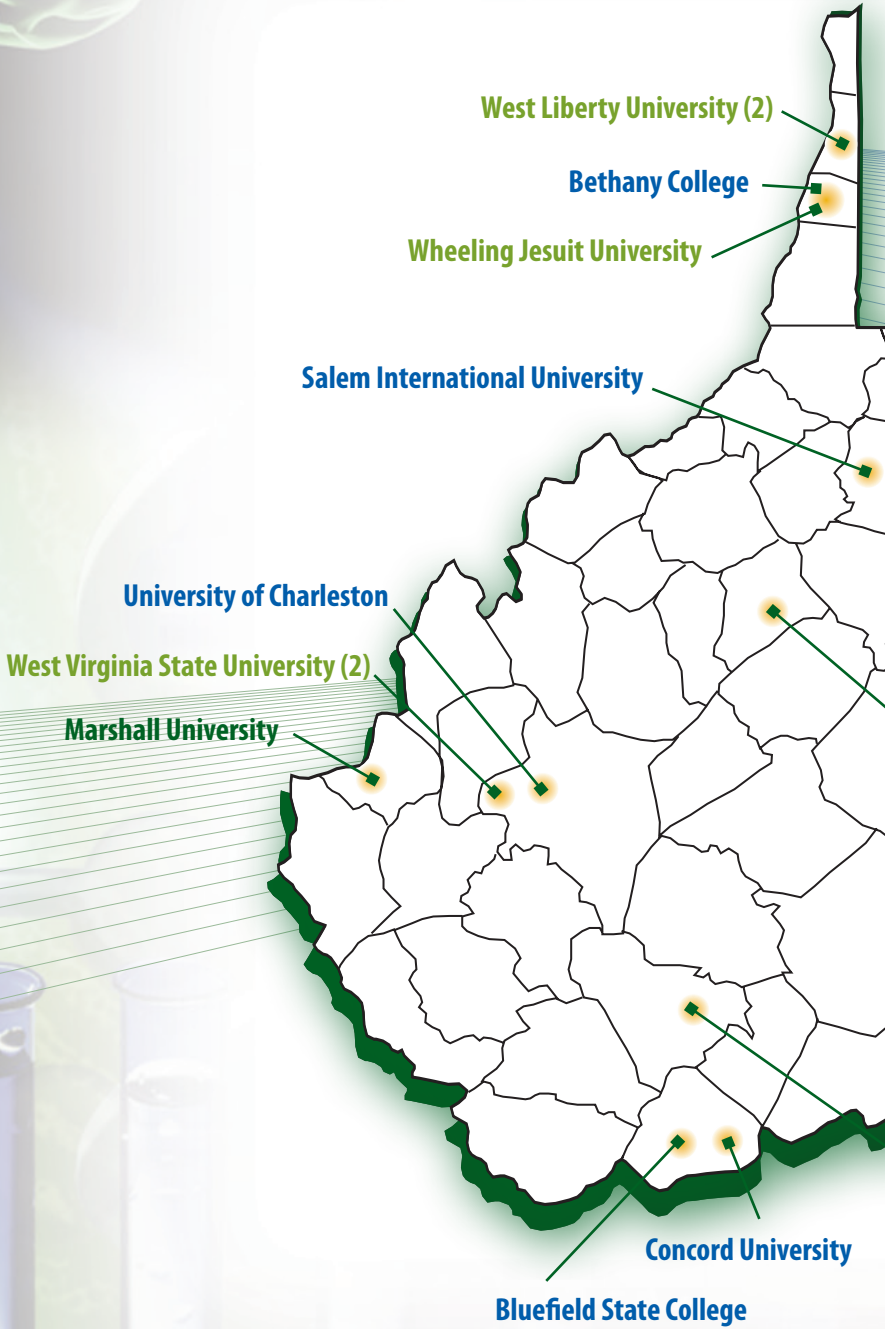 West Liberty University (2)
Bethany College
Wheeling Jesuit University
Salem International University
University of Charleston
West Virginia State University (2)
Marshall University
Concord University
Bluefield State College